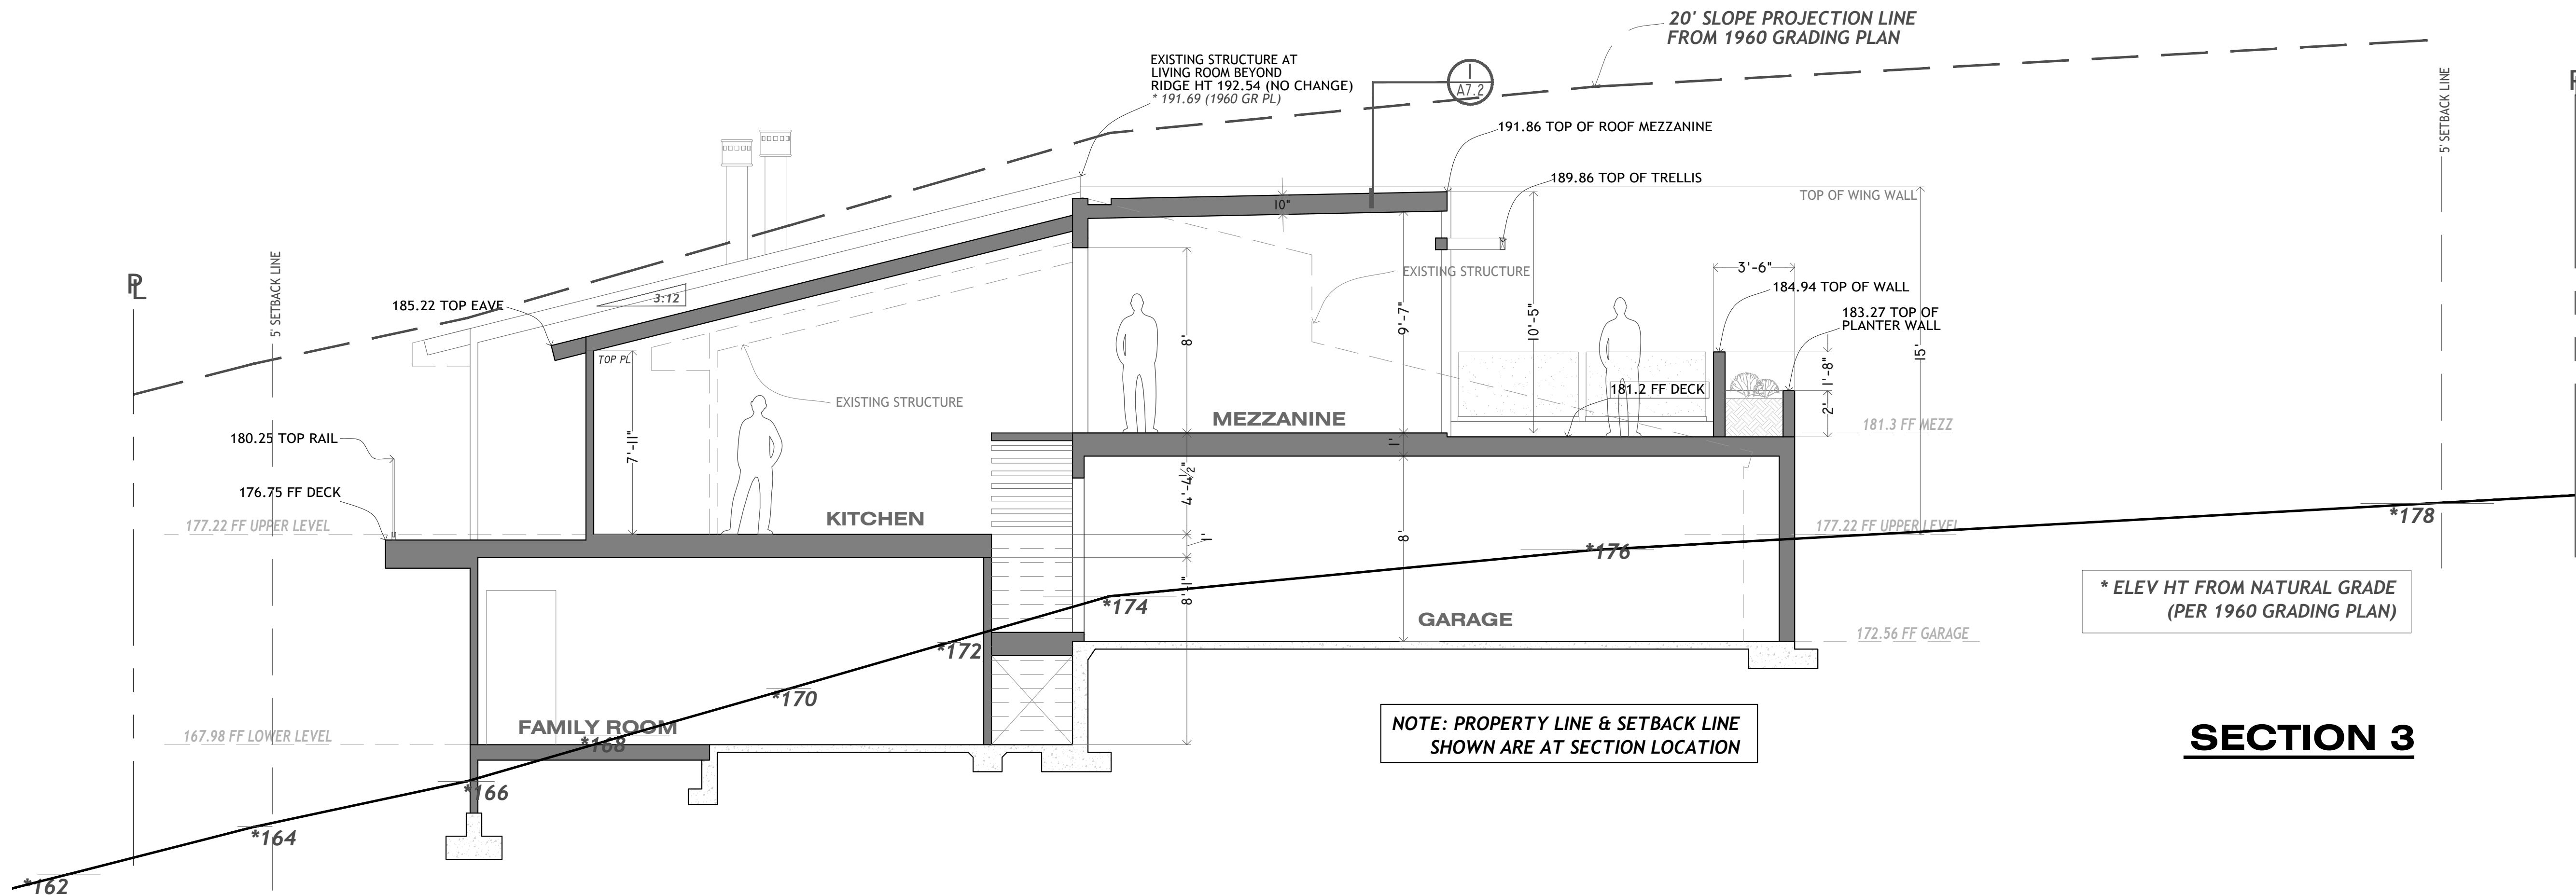 20' SLOPE PROJECTION LINE
FROM 1960 GRADING PLAN
EXISTING STRUCTURE AT
LIVING ROOM BEYOND
RIDGE HT 192.54 (NO CHANGE)
* 191.69 (1960 GR PL)
I
A7.2
5' SETBACK LINE
P
191.86 TOP OF ROOF MEZZANINE
189.86 TOP OF TRELLIS
TOP OF WING WALL
10"
PL
5' SETBACK LINE
185.22 TOP EAVE
3:12
EXISTING STRUCTURE
3'-6"
184.94 TOP OF WALL
183.27 TOP OF
PLANTER WALL
8'
9'-7"
10'-5"
15'
1'-8"
2'
TOP PL
EXISTING STRUCTURE
181.2 FF DECK
MEZZANINE
181.3 FF MEZZ
180.25 TOP RAIL
7'-11"
1'
4'-4½"
176.75 FF DECK
177.22 FF UPPER LEVEL
KITCHEN
177.22 FF UPPER LEVEL
*178
1'
8'
*176
8'-1"
*174
* ELEV HT FROM NATURAL GRADE
(PER 1960 GRADING PLAN)
GARAGE
172.56 FF GARAGE
*172
*170
FAMILY ROOM
*168
167.98 FF LOWER LEVEL
NOTE: PROPERTY LINE & SETBACK LINE
SHOWN ARE AT SECTION LOCATION
SECTION 3
*166
*164
*162